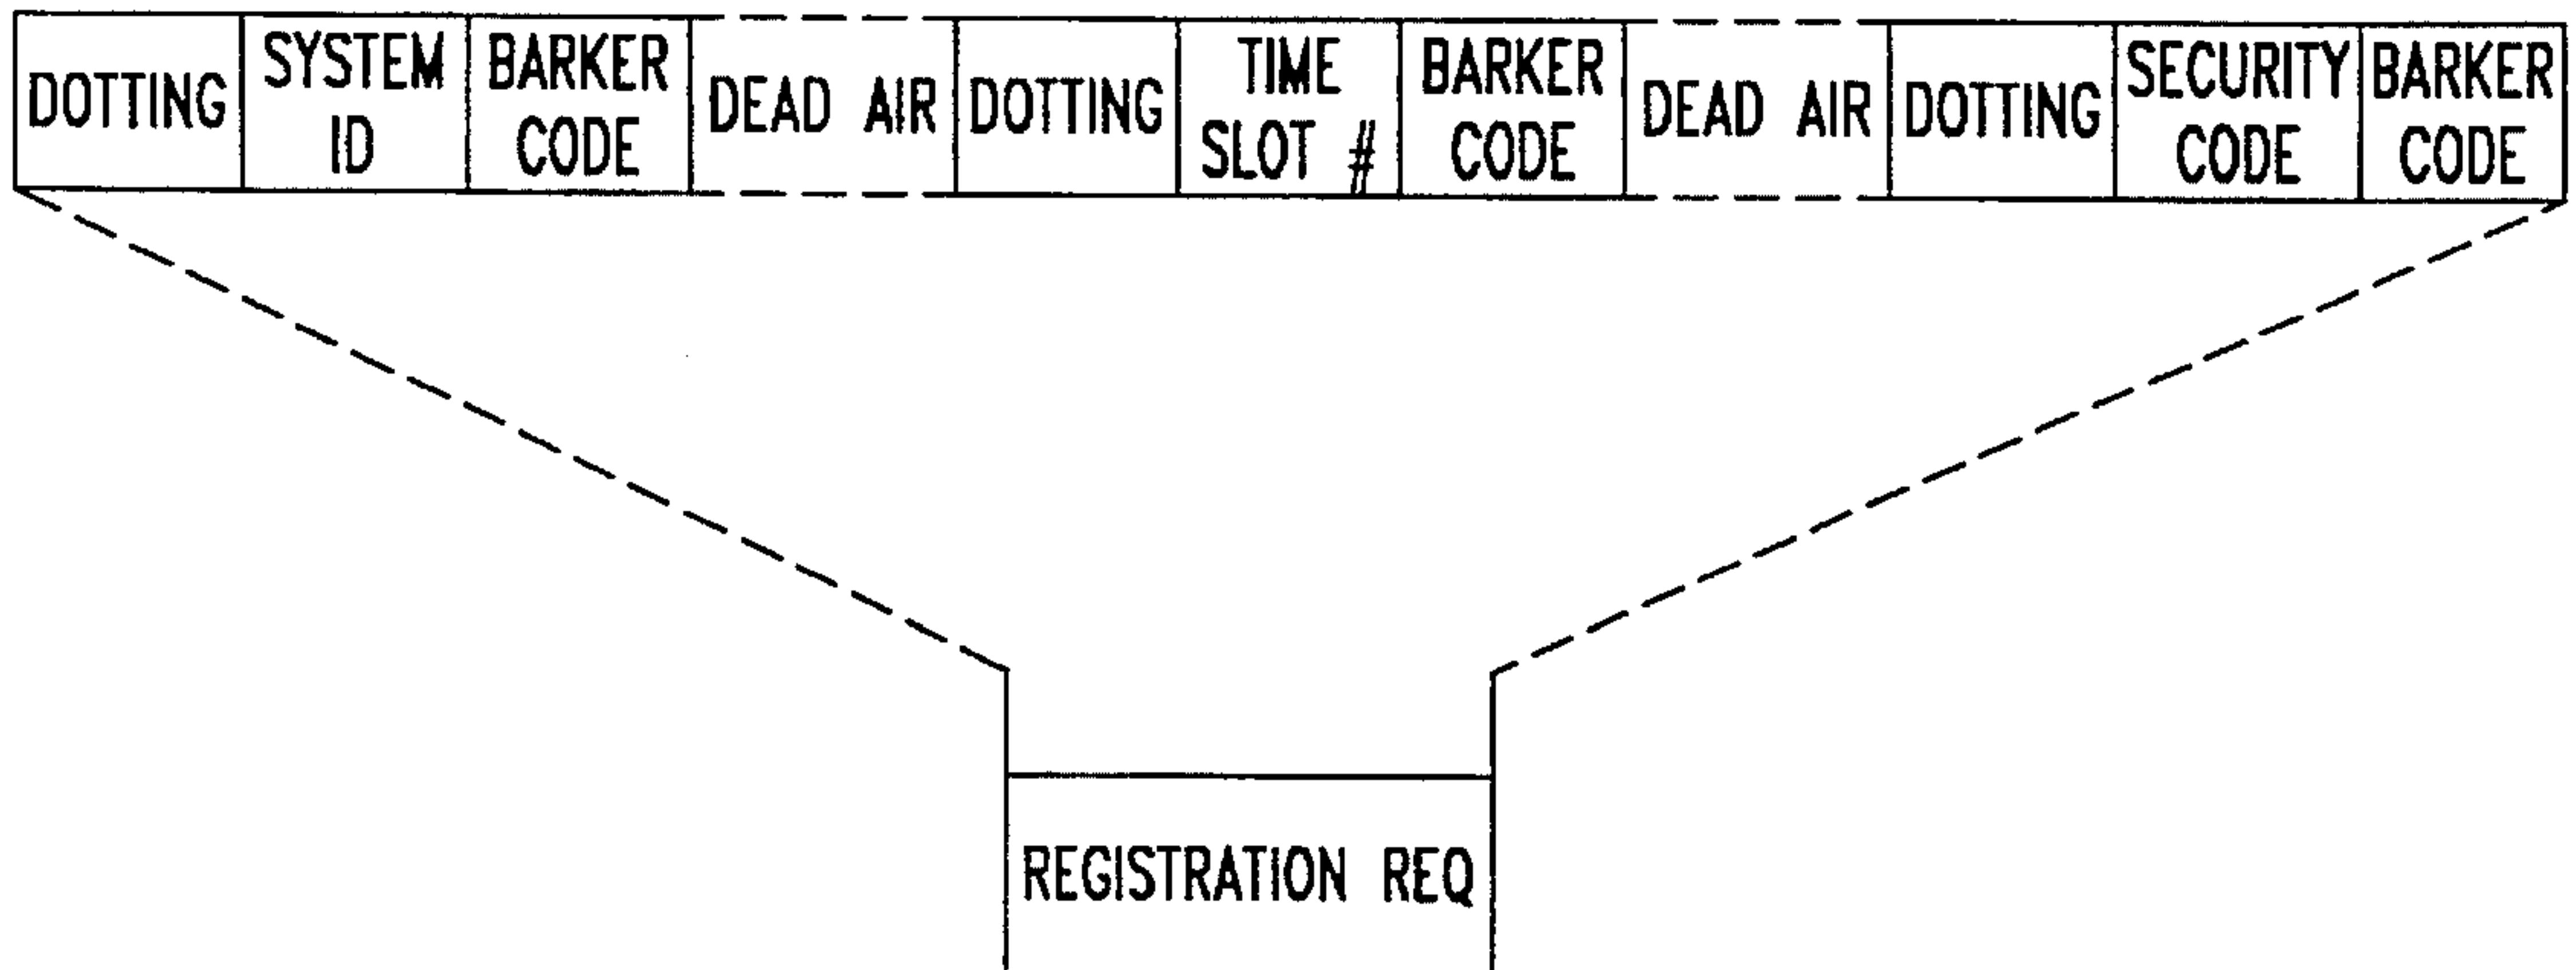 DOTTING
SYSTEM
ID
BARKER
CODE
DEAD AIR
DOTTING
TIME
SLOT #
BARKER
CODE
DEAD AIR
DOTTING
SECURITY
CODE
BARKER
CODE
REGISTRATION REQ